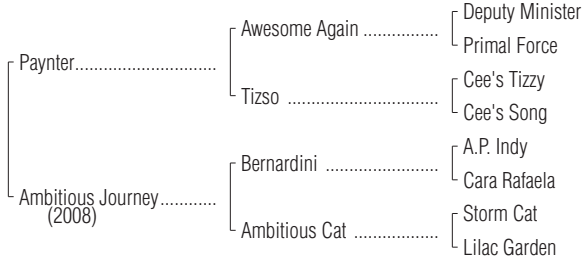 Deputy Minister
Awesome Again ................
Primal Force
Paynter..............................
Cee's Tizzy
Tizso ................................
Cee's Song
A.P. Indy
Bernardini ........................
Cara Rafaela
Ambitious Journey............
(2008)
Storm Cat
Ambitious Cat ..................
Lilac Garden